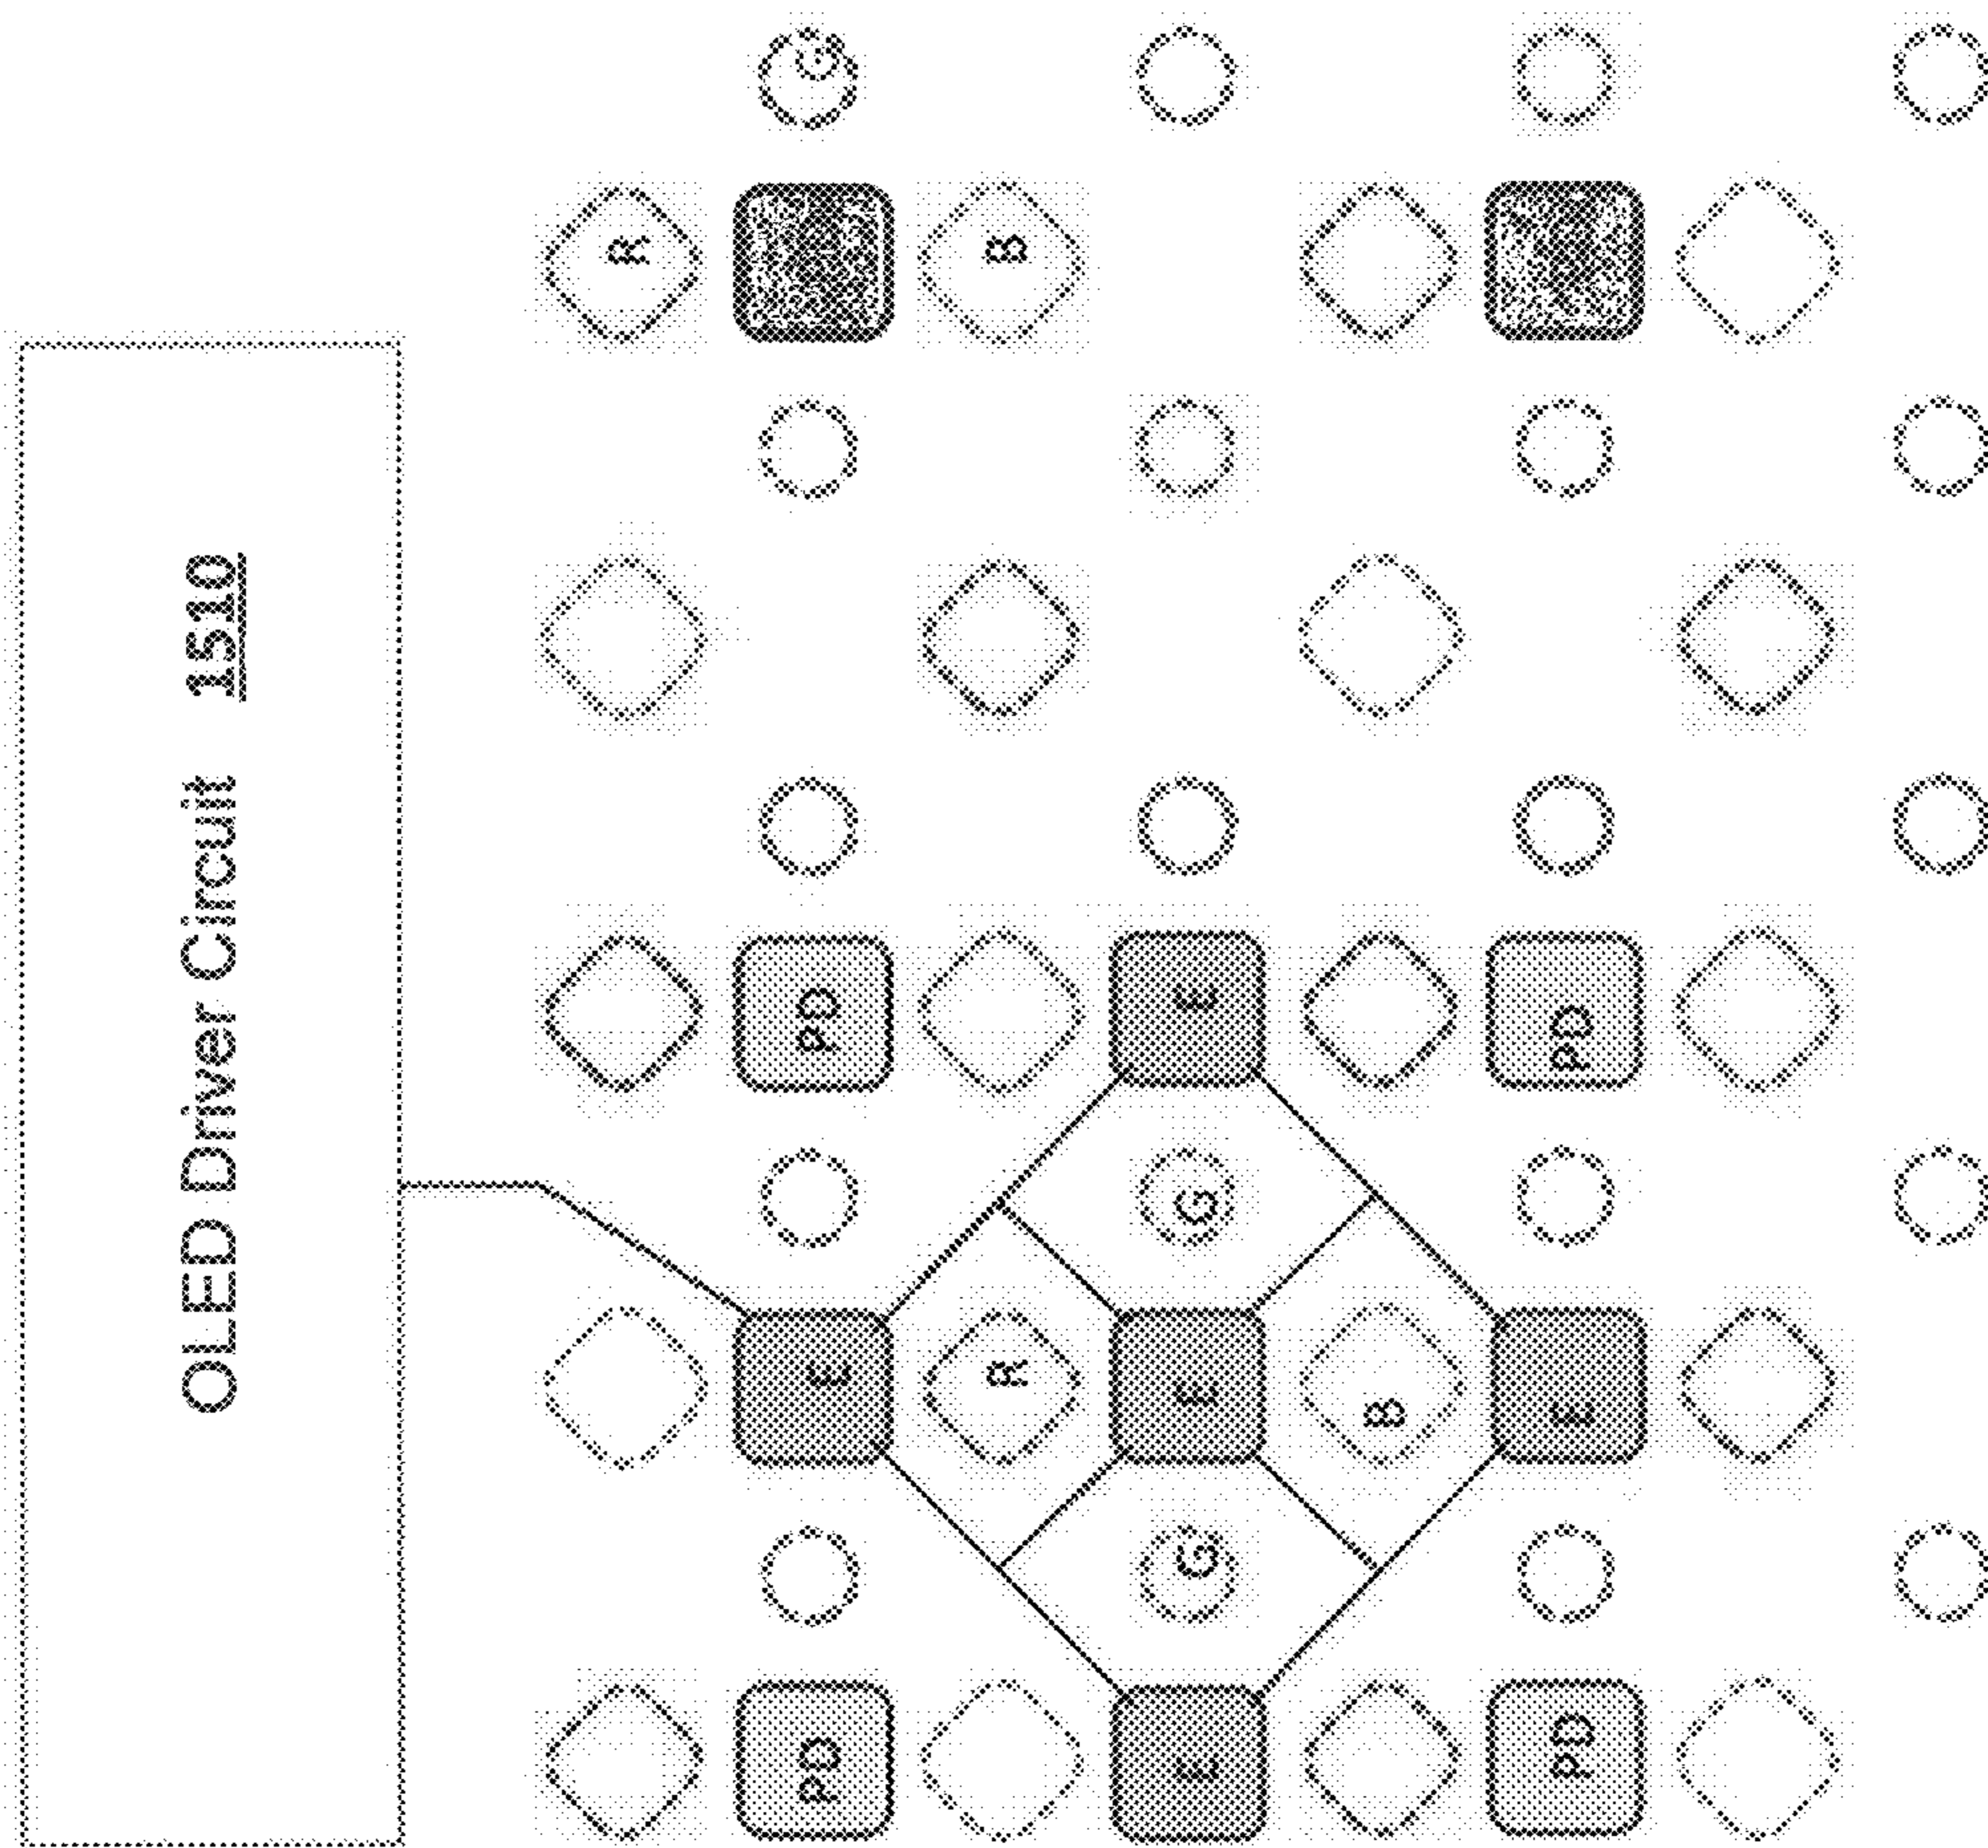 OLED Driver Circuit 1510
R
PD E PD G
R B
E G E G E
B
PD E PD